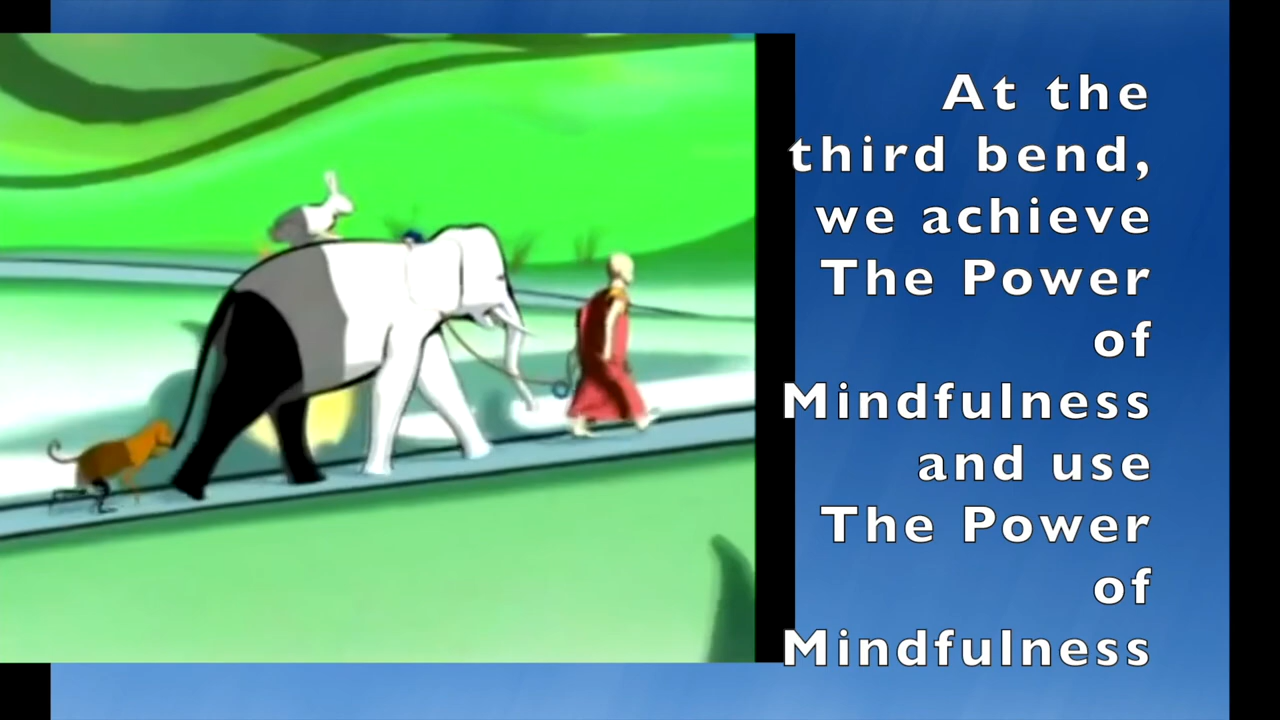 At the
third bend,
we achieve
The Power
of
Mindfulness
and use
The Power
of
Mindfulness